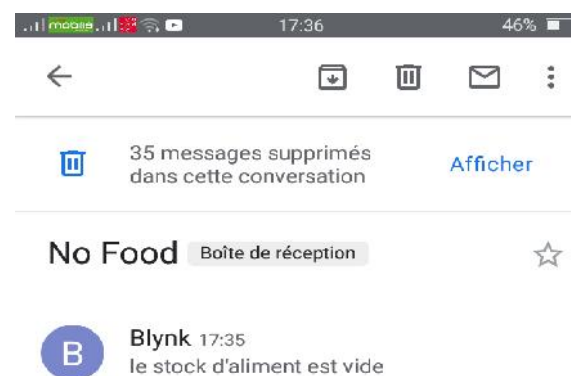 mobilis 17:36 46%
35 messages supprimés
dans cette conversation
Afficher
No Food Boîte de réception
B
Blynk 17:35
le stock d'aliment est vide